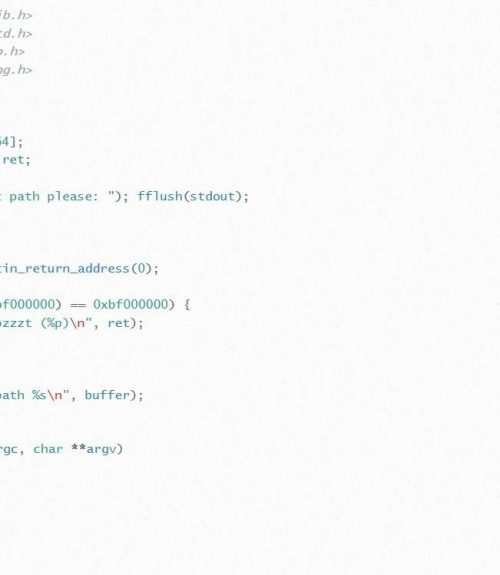 ib.h>
td.h>
o.h>
ng.h>
64];
ret;
t path please: "); fflush(stdout);
tin_return_address(0);
bf000000) == 0xbf000000) {
bzzzt (%p)\n", ret);
path %s\n", buffer);
rgc, char **argv)